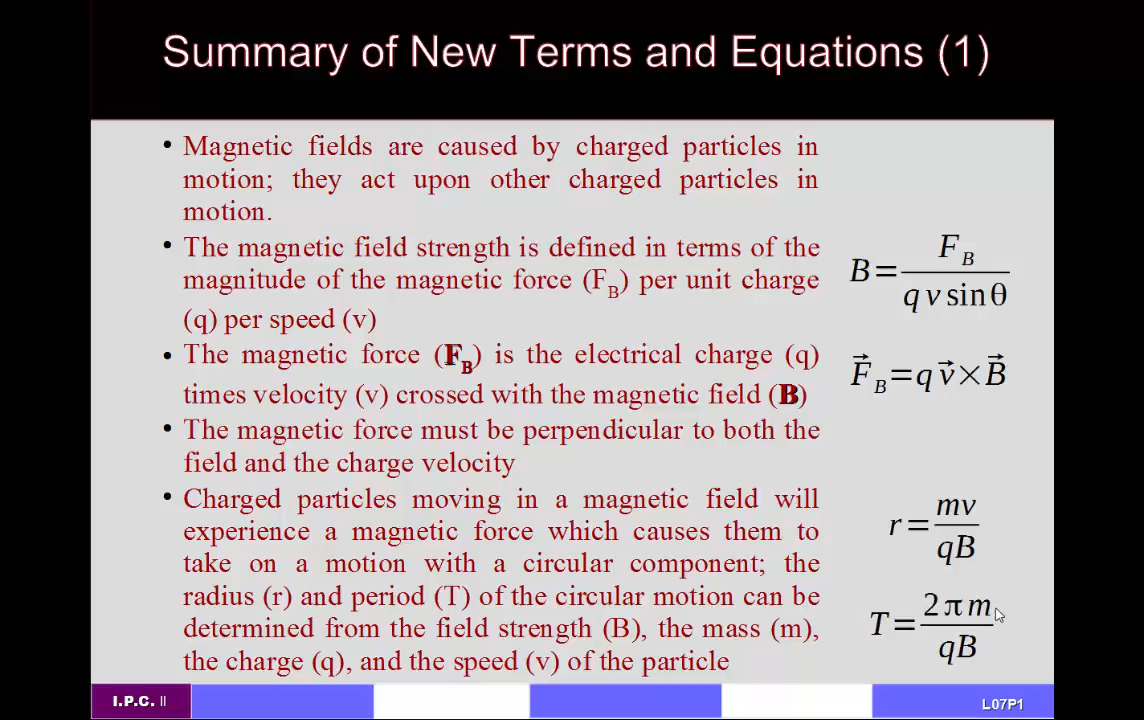 Summary of New Terms and Equations (1)
• Magnetic fields are caused by charged particles in
motion; they act upon other charged particles in
motion.
• The magnetic field strength is defined in terms of the
magnitude of the magnetic force (F_B) per unit charge
(q) per speed (v)
B = F_B / (q v sin θ)
• The magnetic force (F_B) is the electrical charge (q)
times velocity (v) crossed with the magnetic field (B)
F⃗_B = q v⃗ × B⃗
• The magnetic force must be perpendicular to both the
field and the charge velocity
• Charged particles moving in a magnetic field will
experience a magnetic force which causes them to
take on a motion with a circular component; the
radius (r) and period (T) of the circular motion can be
determined from the field strength (B), the mass (m),
the charge (q), and the speed (v) of the particle
r = mv / qB
T = 2 π m / qB
I.P.C. II
L07P1